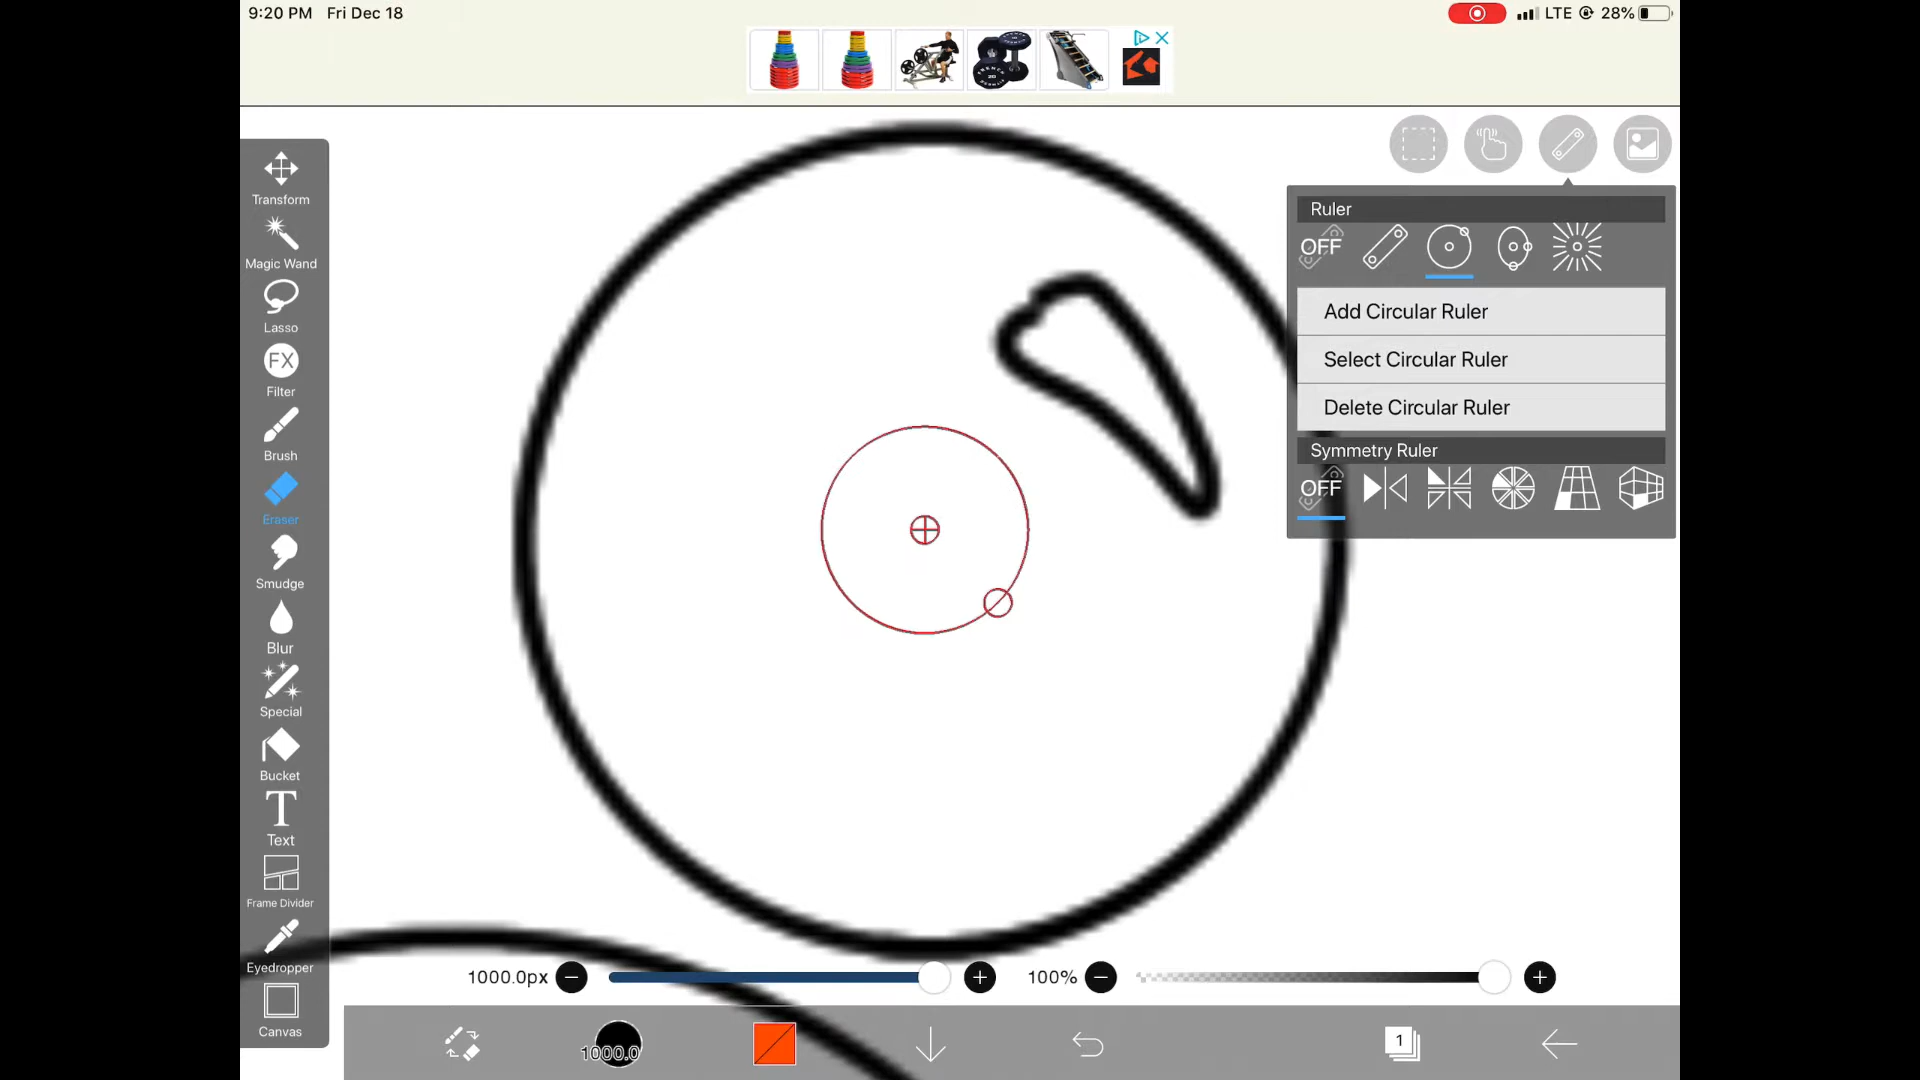 9:20 PM Fri Dec 18
LTE 28%
Transform
Magic Wand
Lasso
FX
Filter
Brush
Eraser
Smudge
Blur
Special
Bucket
T
Text
Frame Divider
Eyedropper
Canvas
Ruler
OFF
Add Circular Ruler
Select Circular Ruler
Delete Circular Ruler
Symmetry Ruler
OFF
1000.0px
100%
1000.0
1